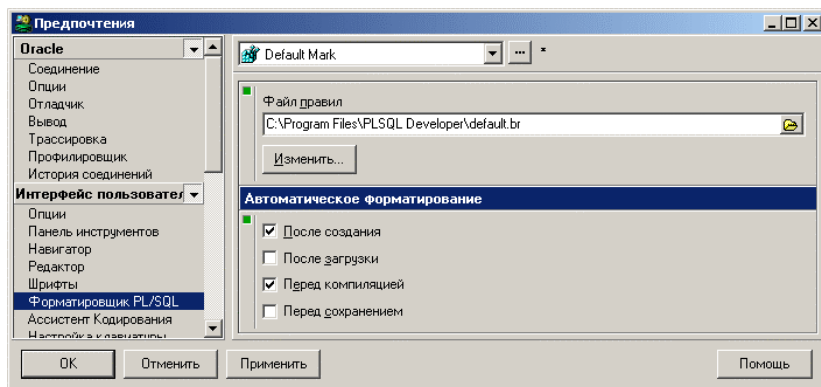 Предпочтения
Oracle
Соединение
Опции
Отладчик
Вывод
Трассировка
Профилировщик
История соединений
Интерфейс пользовател
Опции
Панель инструментов
Навигатор
Редактор
Шрифты
Форматировщик PL/SQL
Ассистент Кодирования
Настройка клавиатуры
Default Mark
... *
Файл правил
C:\Program Files\PLSQL Developer\default.br
Изменить...
Автоматическое форматирование
После создания
После загрузки
Перед компиляцией
Перед сохранением
OK
Отменить
Применить
Помощь